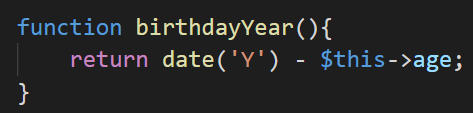 function birthdayYear(){
    return date('Y') - $this->age;
}